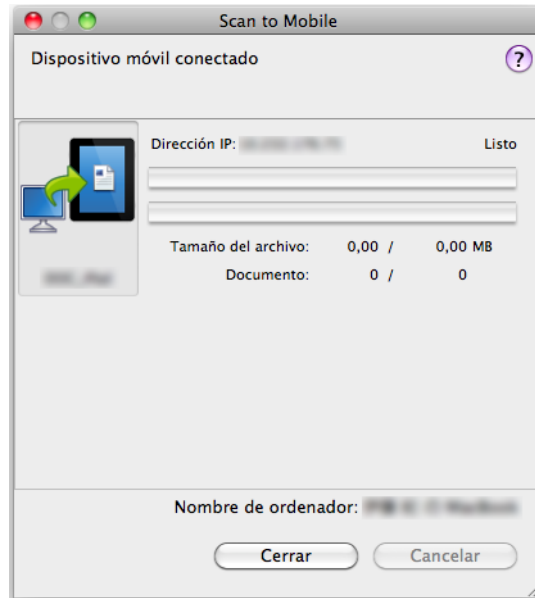 Scan to Mobile
Dispositivo móvil conectado
?
Dirección IP:
Listo
Tamaño del archivo: 0,00 / 0,00 MB
Documento: 0 / 0
Nombre de ordenador:
Cerrar
Cancelar